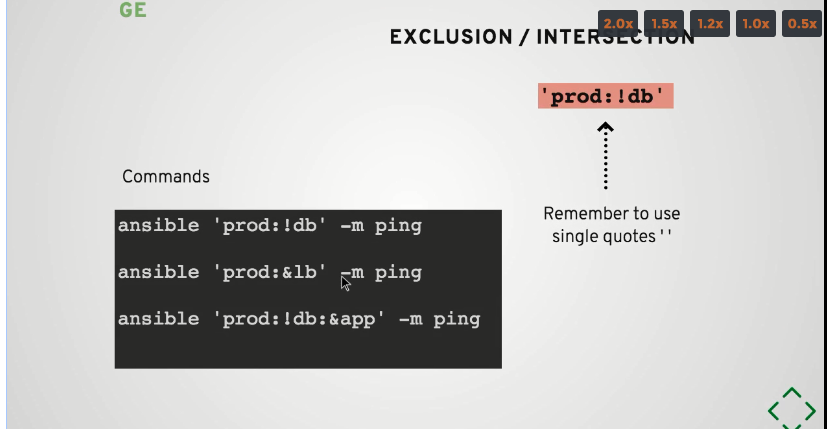 GE
2.0x 1.5x 1.2x 1.0x 0.5x
EXCLUSION / INTERSECTION
'prod:!db'
Commands
ansible 'prod:!db' -m ping
ansible 'prod:&lb' -m ping
ansible 'prod:!db:&app' -m ping
Remember to use
single quotes ' '